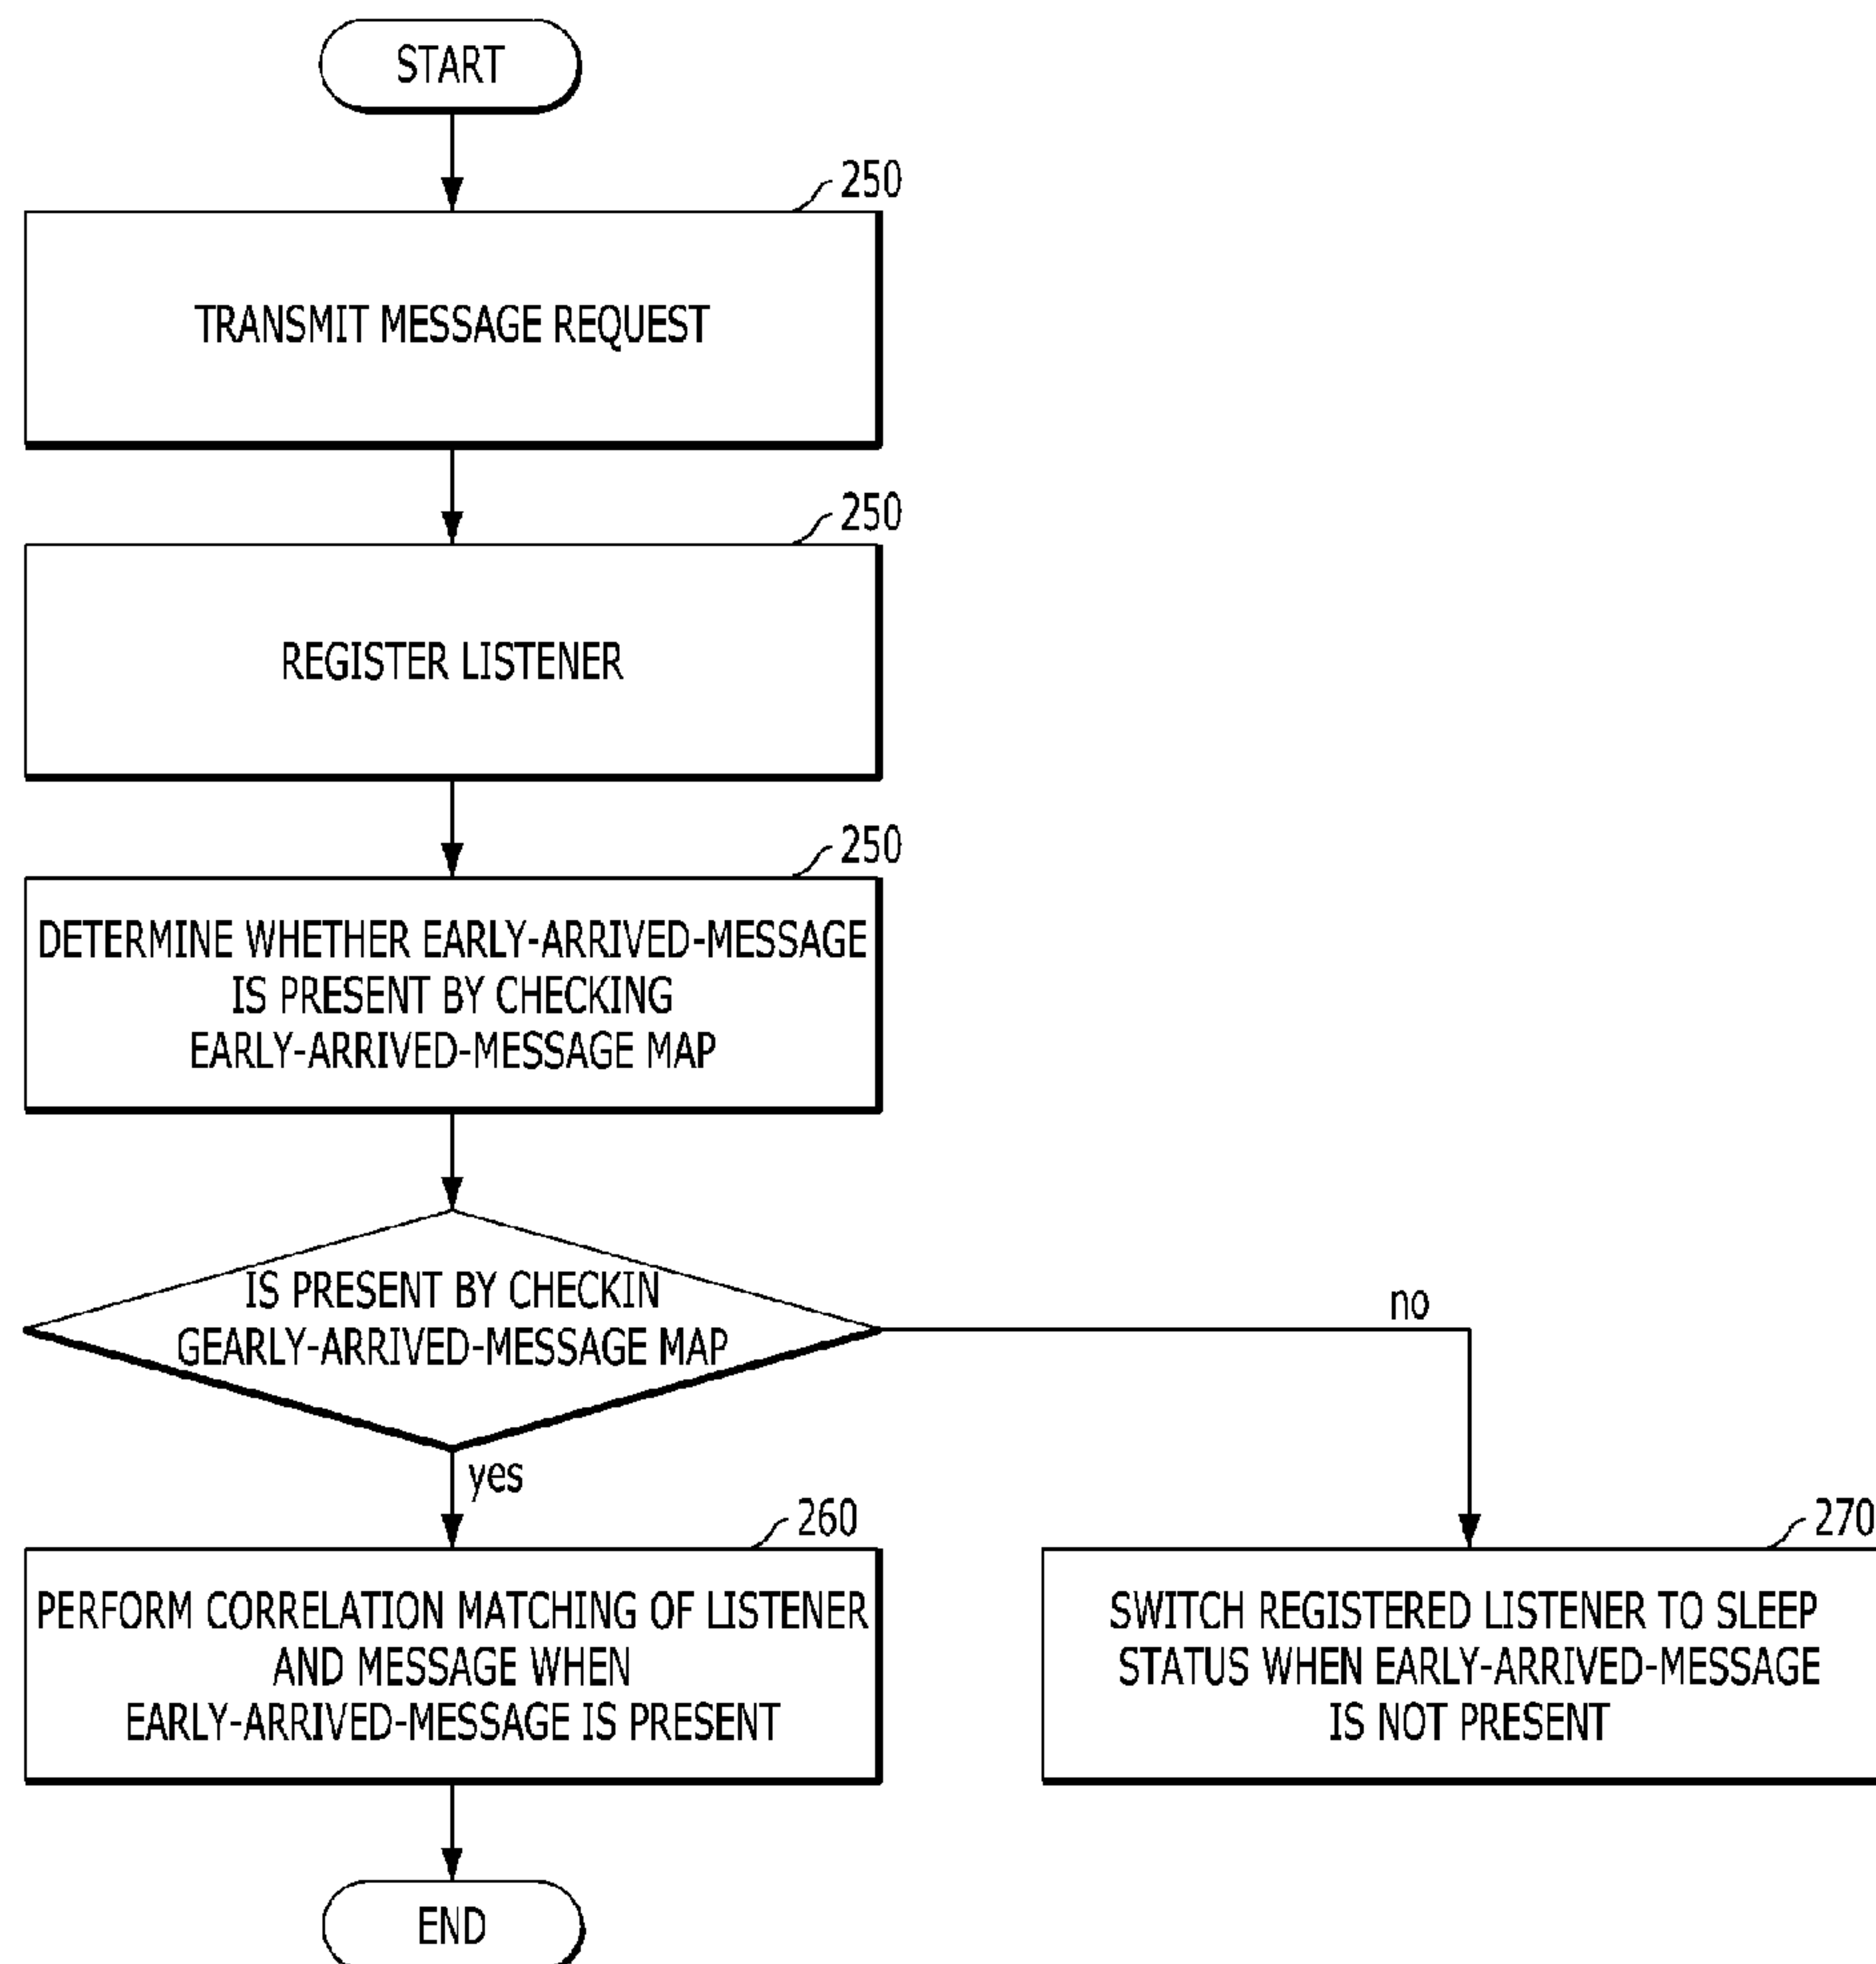 START
250
TRANSMIT MESSAGE REQUEST
250
REGISTER LISTENER
250
DETERMINE WHETHER EARLY-ARRIVED-MESSAGE
IS PRESENT BY CHECKING
EARLY-ARRIVED-MESSAGE MAP
IS PRESENT BY CHECKIN
GEARLY-ARRIVED-MESSAGE MAP
no
yes
260
PERFORM CORRELATION MATCHING OF LISTENER
AND MESSAGE WHEN
EARLY-ARRIVED-MESSAGE IS PRESENT
270
SWITCH REGISTERED LISTENER TO SLEEP
STATUS WHEN EARLY-ARRIVED-MESSAGE
IS NOT PRESENT
END